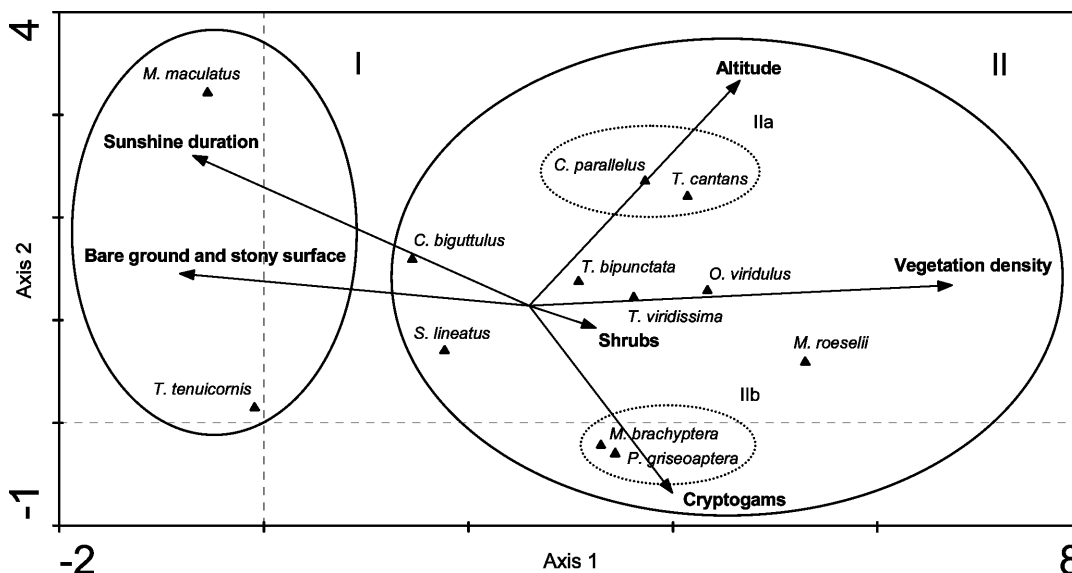 4
I
II
Altitude
M. maculatus
IIa
Sunshine duration
C. parallelus
T. cantans
C. biguttulus
Bare ground and stony surface
T. bipunctata
O. viridulus
Vegetation density
Axis 2
T. viridissima
Shrubs
S. lineatus
M. roeselii
T. tenuicornis
IIb
M. brachyptera
P. griseoaptera
Cryptogams
-1
-2
Axis 1
8